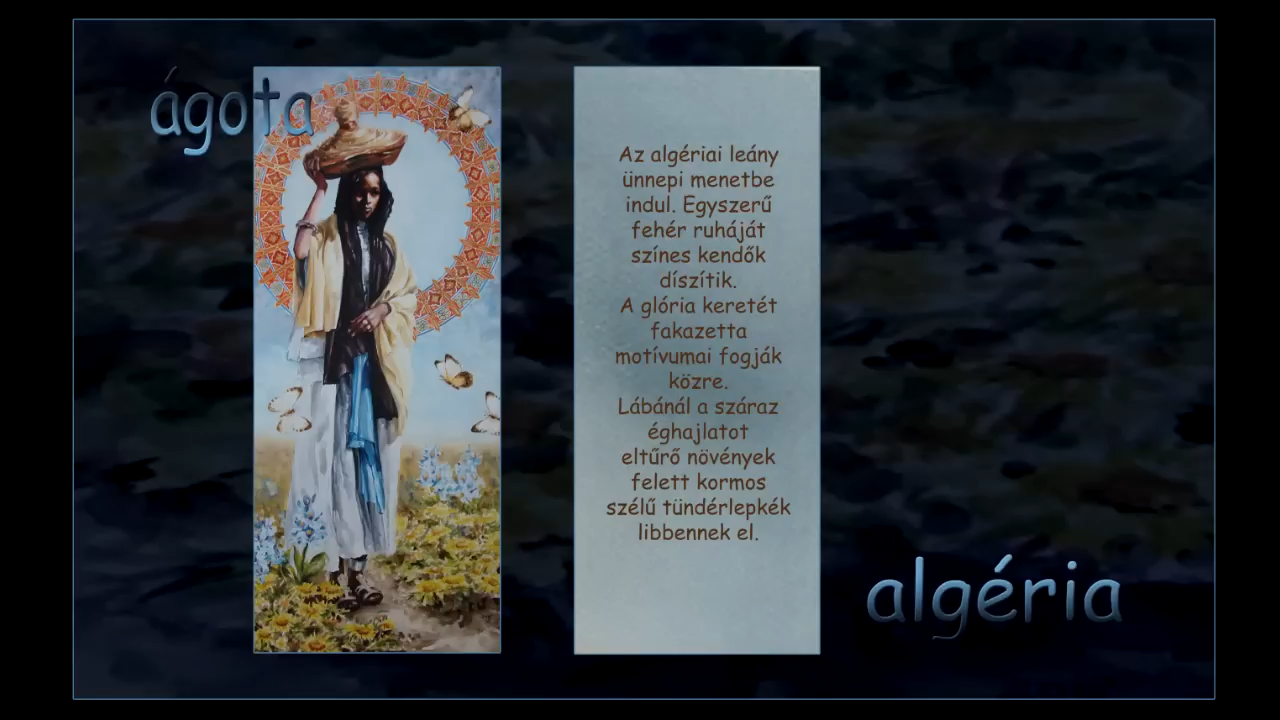 ágota
Az algériai leány
ünnepi menetbe
indul. Egyszerű
fehér ruháját
színes kendők
díszítik.
A glória keretét
fakazetta
motívumai fogják
közre.
Lábánál a száraz
éghajlatot
eltűrő növények
felett kormos
szélű tündérlepkék
libbennek el.
algéria